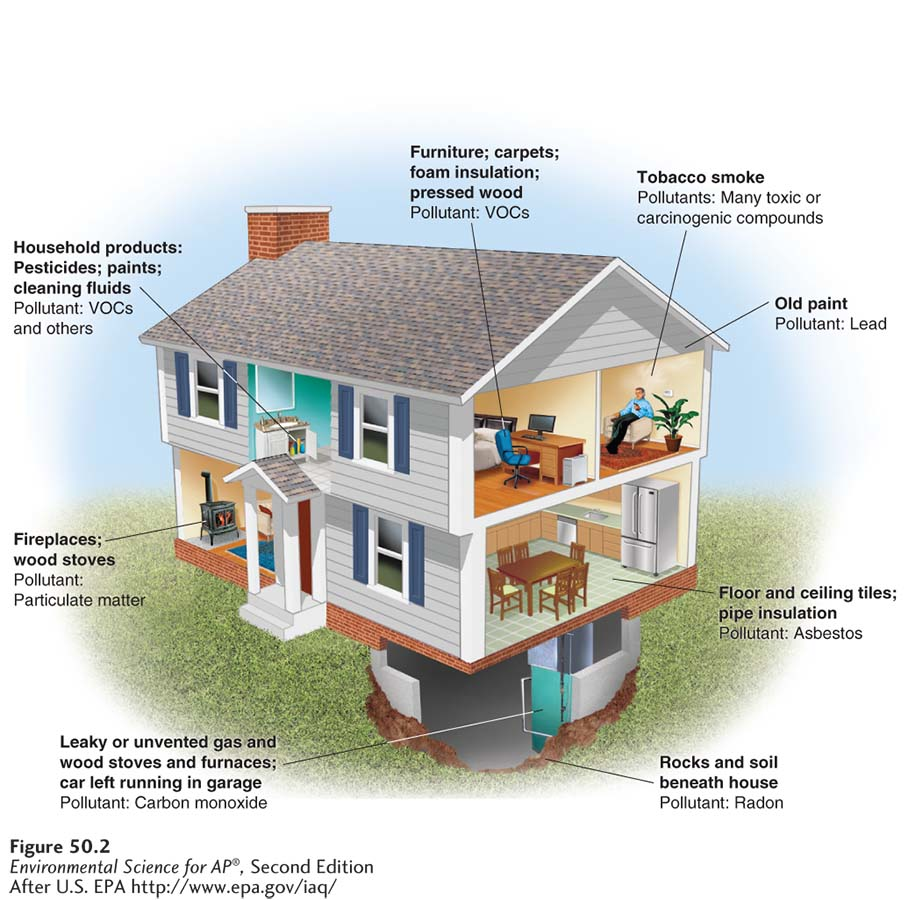 Furniture; carpets;
foam insulation;
pressed wood
Pollutant: VOCs
Tobacco smoke
Pollutants: Many toxic or
carcinogenic compounds
Household products:
Pesticides; paints;
cleaning fluids
Pollutant: VOCs
and others
Old paint
Pollutant: Lead
Fireplaces;
wood stoves
Pollutant:
Particulate matter
Floor and ceiling tiles;
pipe insulation
Pollutant: Asbestos
Leaky or unvented gas and
wood stoves and furnaces;
car left running in garage
Pollutant: Carbon monoxide
Rocks and soil
beneath house
Pollutant: Radon
Figure 50.2
Environmental Science for AP®, Second Edition
After U.S. EPA http://www.epa.gov/iaq/